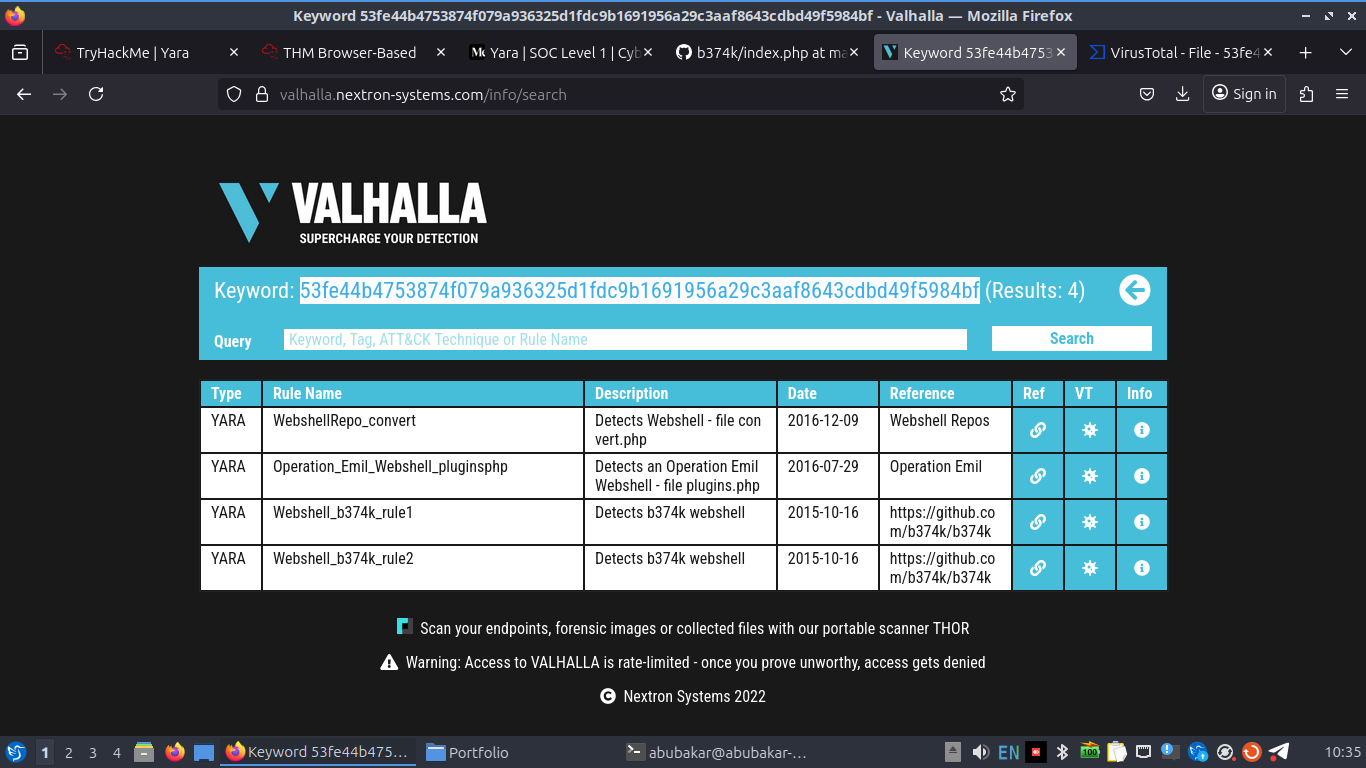 Keyword 53fe44b4753874f079a936325d1fdc9b1691956a29c3aaf8643cdbd49f5984bf - Valhalla — Mozilla Firefox
TryHackMe | Yara
THM Browser-Based
Yara | SOC Level 1 | Cyb
b374k/index.php at ma
Keyword 53fe44b4753
VirusTotal - File - 53fe4
valhalla.nextron-systems.com/info/search
Sign in
VALHALLA
SUPERCHARGE YOUR DETECTION
Keyword: 53fe44b4753874f079a936325d1fdc9b1691956a29c3aaf8643cdbd49f5984bf (Results: 4)
Query
Keyword, Tag, ATT&CK Technique or Rule Name
Search
Type Rule Name Description Date Reference Ref VT Info
YARA WebshellRepo_convert Detects Webshell - file con 2016-12-09 Webshell Repos
vert.php
YARA Operation_Emil_Webshell_pluginsphp Detects an Operation Emil 2016-07-29 Operation Emil
Webshell - file plugins.php
YARA Webshell_b374k_rule1 Detects b374k webshell 2015-10-16 https://github.co
m/b374k/b374k
YARA Webshell_b374k_rule2 Detects b374k webshell 2015-10-16 https://github.co
m/b374k/b374k
Scan your endpoints, forensic images or collected files with our portable scanner THOR
Warning: Access to VALHALLA is rate-limited - once you prove unworthy, access gets denied
Nextron Systems 2022
1 2 3 4 Keyword 53fe44b475... Portfolio abubakar@abubakar-... EN 100 10:35